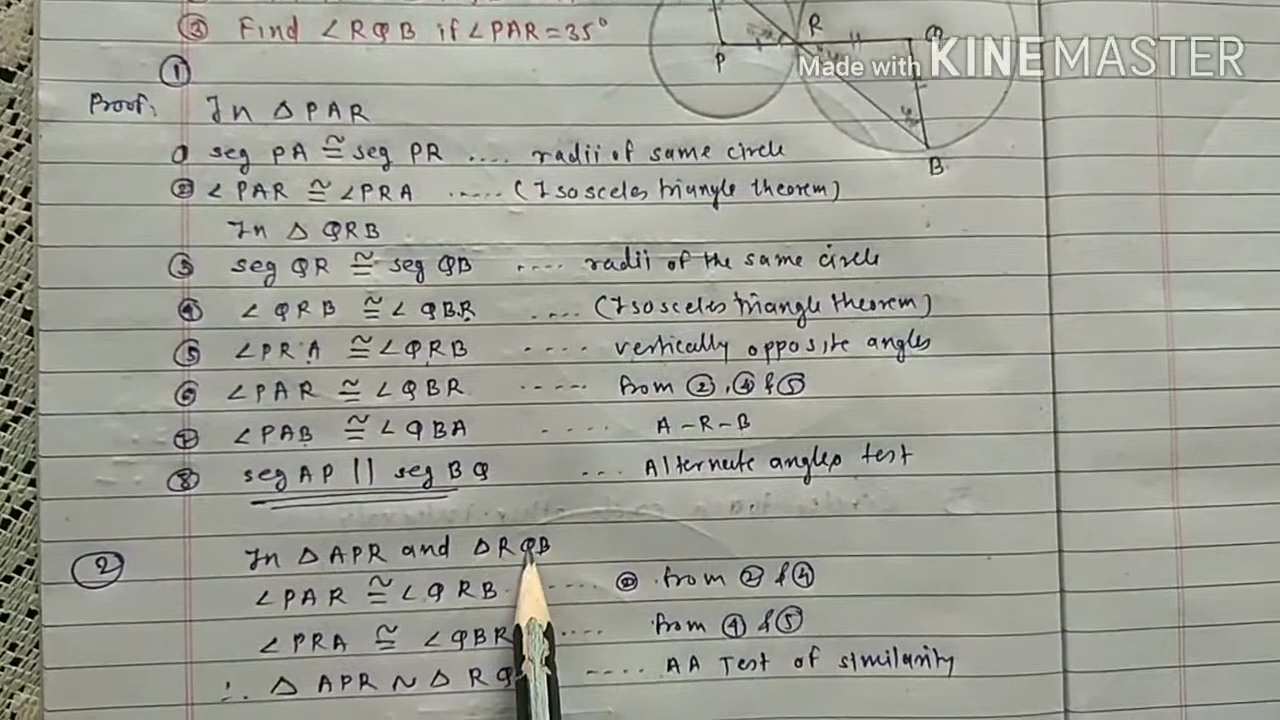 ③ Find ∠RQB if ∠PAR=35°
R
P
Made with KINEMASTER
B
①
Proof: In △ PAR
① seg PA ≅ seg PR .... radii of same circle
② ∠PAR ≅ ∠PRA ..... (Isosceles triangle theorem)
In △ QRB
③ seg QR ≅ seg QB .... radii of the same circle
④ ∠QRB ≅ ∠QBR .... (Isosceles triangle theorem)
⑤ ∠PRA ≅ ∠QRB .... vertically opposite angles
⑥ ∠PAR ≅ ∠QBR ..... from ②, ④ & ⑤
⑦ ∠PAB ≅ ∠QBA .... A-R-B
⑧ seg AP || seg BQ ... Alternate angles test
② In △ APR and △ RQB
∠PAR ≅ ∠QRB ..... from ② & ④
∠PRA ≅ ∠QBR .... from ④ & ⑤
∴ △ APR ~ △ RQ .... AA Test of similarity